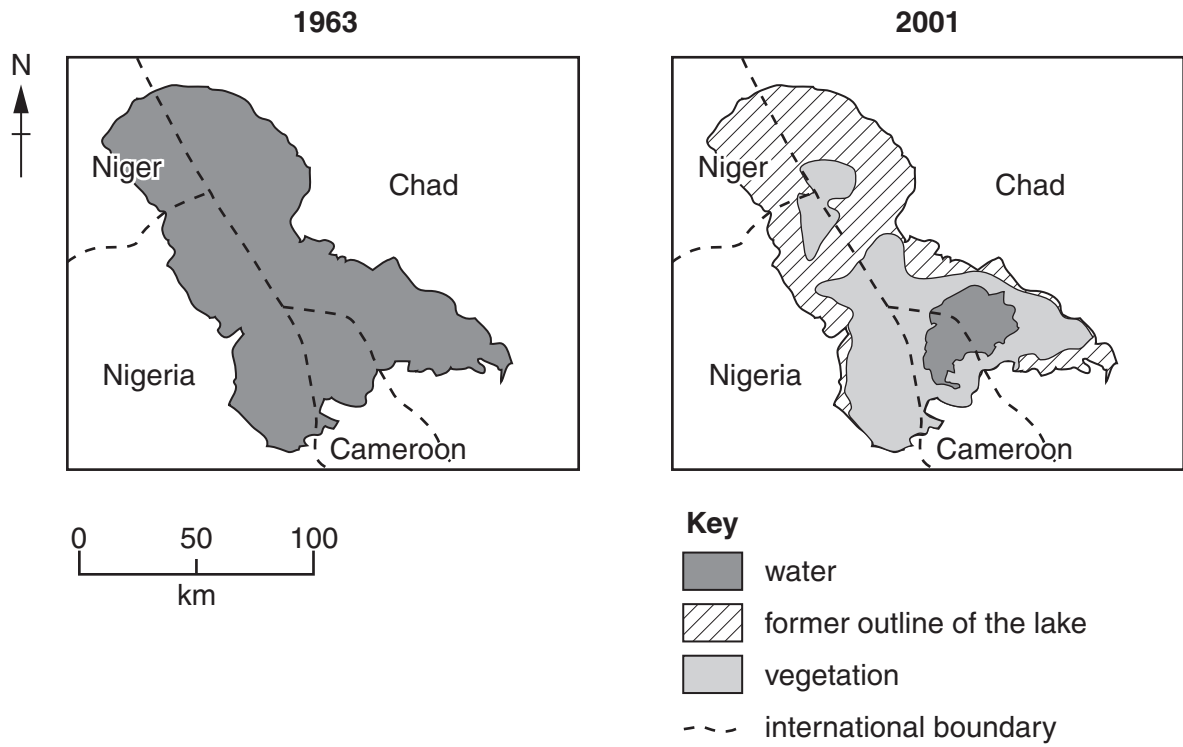 1963
2001
N
Niger
Chad
Nigeria
Cameroon
Niger
Chad
Nigeria
Cameroon
0 50 100
km
Key
water
former outline of the lake
vegetation
international boundary